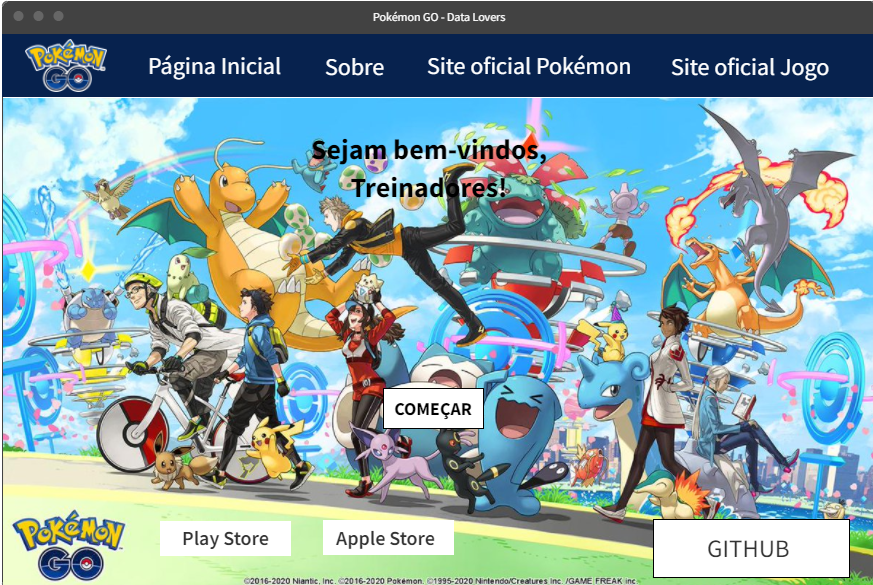 Pokémon GO - Data Lovers
POKÉMON
GO
Página Inicial
Sobre
Site oficial Pokémon
Site oficial Jogo
Sejam bem-vindos,
Treinadores!
COMEÇAR
POKÉMON
GO
Play Store
Apple Store
GITHUB
©2016-2020 Niantic, Inc. ©2016-2020 Pokémon. ©1995-2020 Nintendo/Creatures Inc. /GAME FREAK inc.